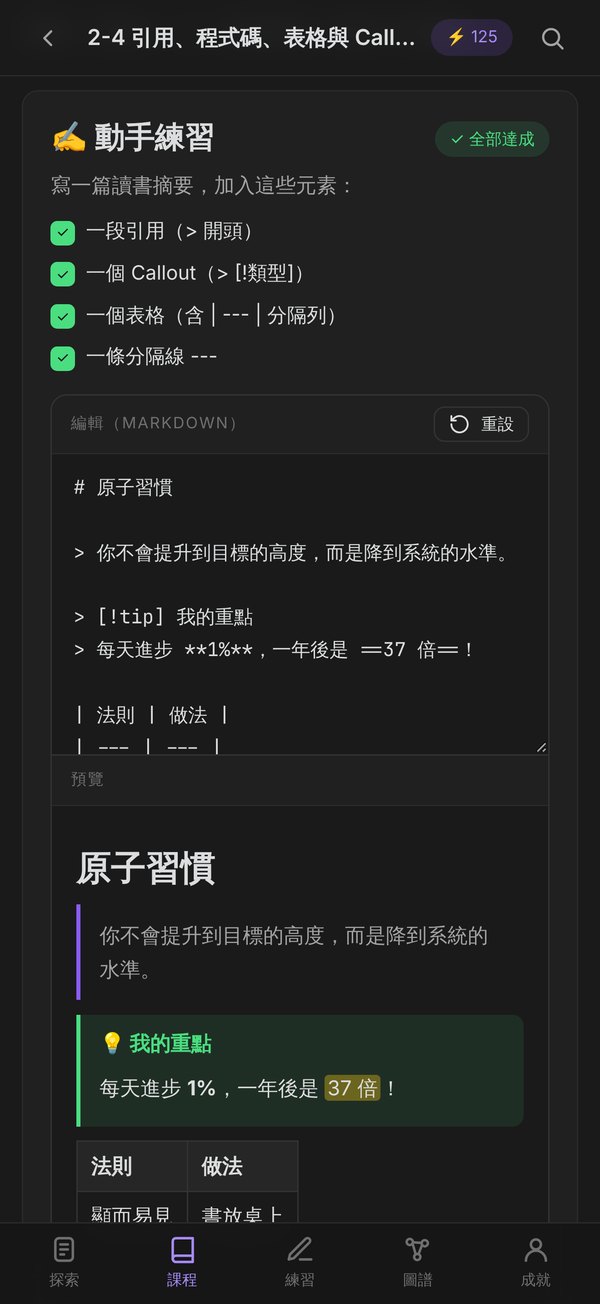 2-4 引用、程式碼、表格與 Call...
⚡ 125
✍️ 動手練習
✓ 全部達成
寫一篇讀書摘要，加入這些元素：
一段引用（> 開頭）
一個 Callout（> [!類型]）
一個表格（含 | --- | 分隔列）
一條分隔線 ---
編輯（MARKDOWN）
重設
# 原子習慣
> 你不會提升到目標的高度，而是降到系統的水準。
> [!tip] 我的重點
> 每天進步 **1%**，一年後是 ==37 倍==！
| 法則 | 做法 |
| --- | --- |
預覽
原子習慣
你不會提升到目標的高度，而是降到系統的
水準。
💡 我的重點
每天進步 1%，一年後是 37 倍！
法則 做法
顯而易見 書放桌上
探索 課程 練習 圖譜 成就